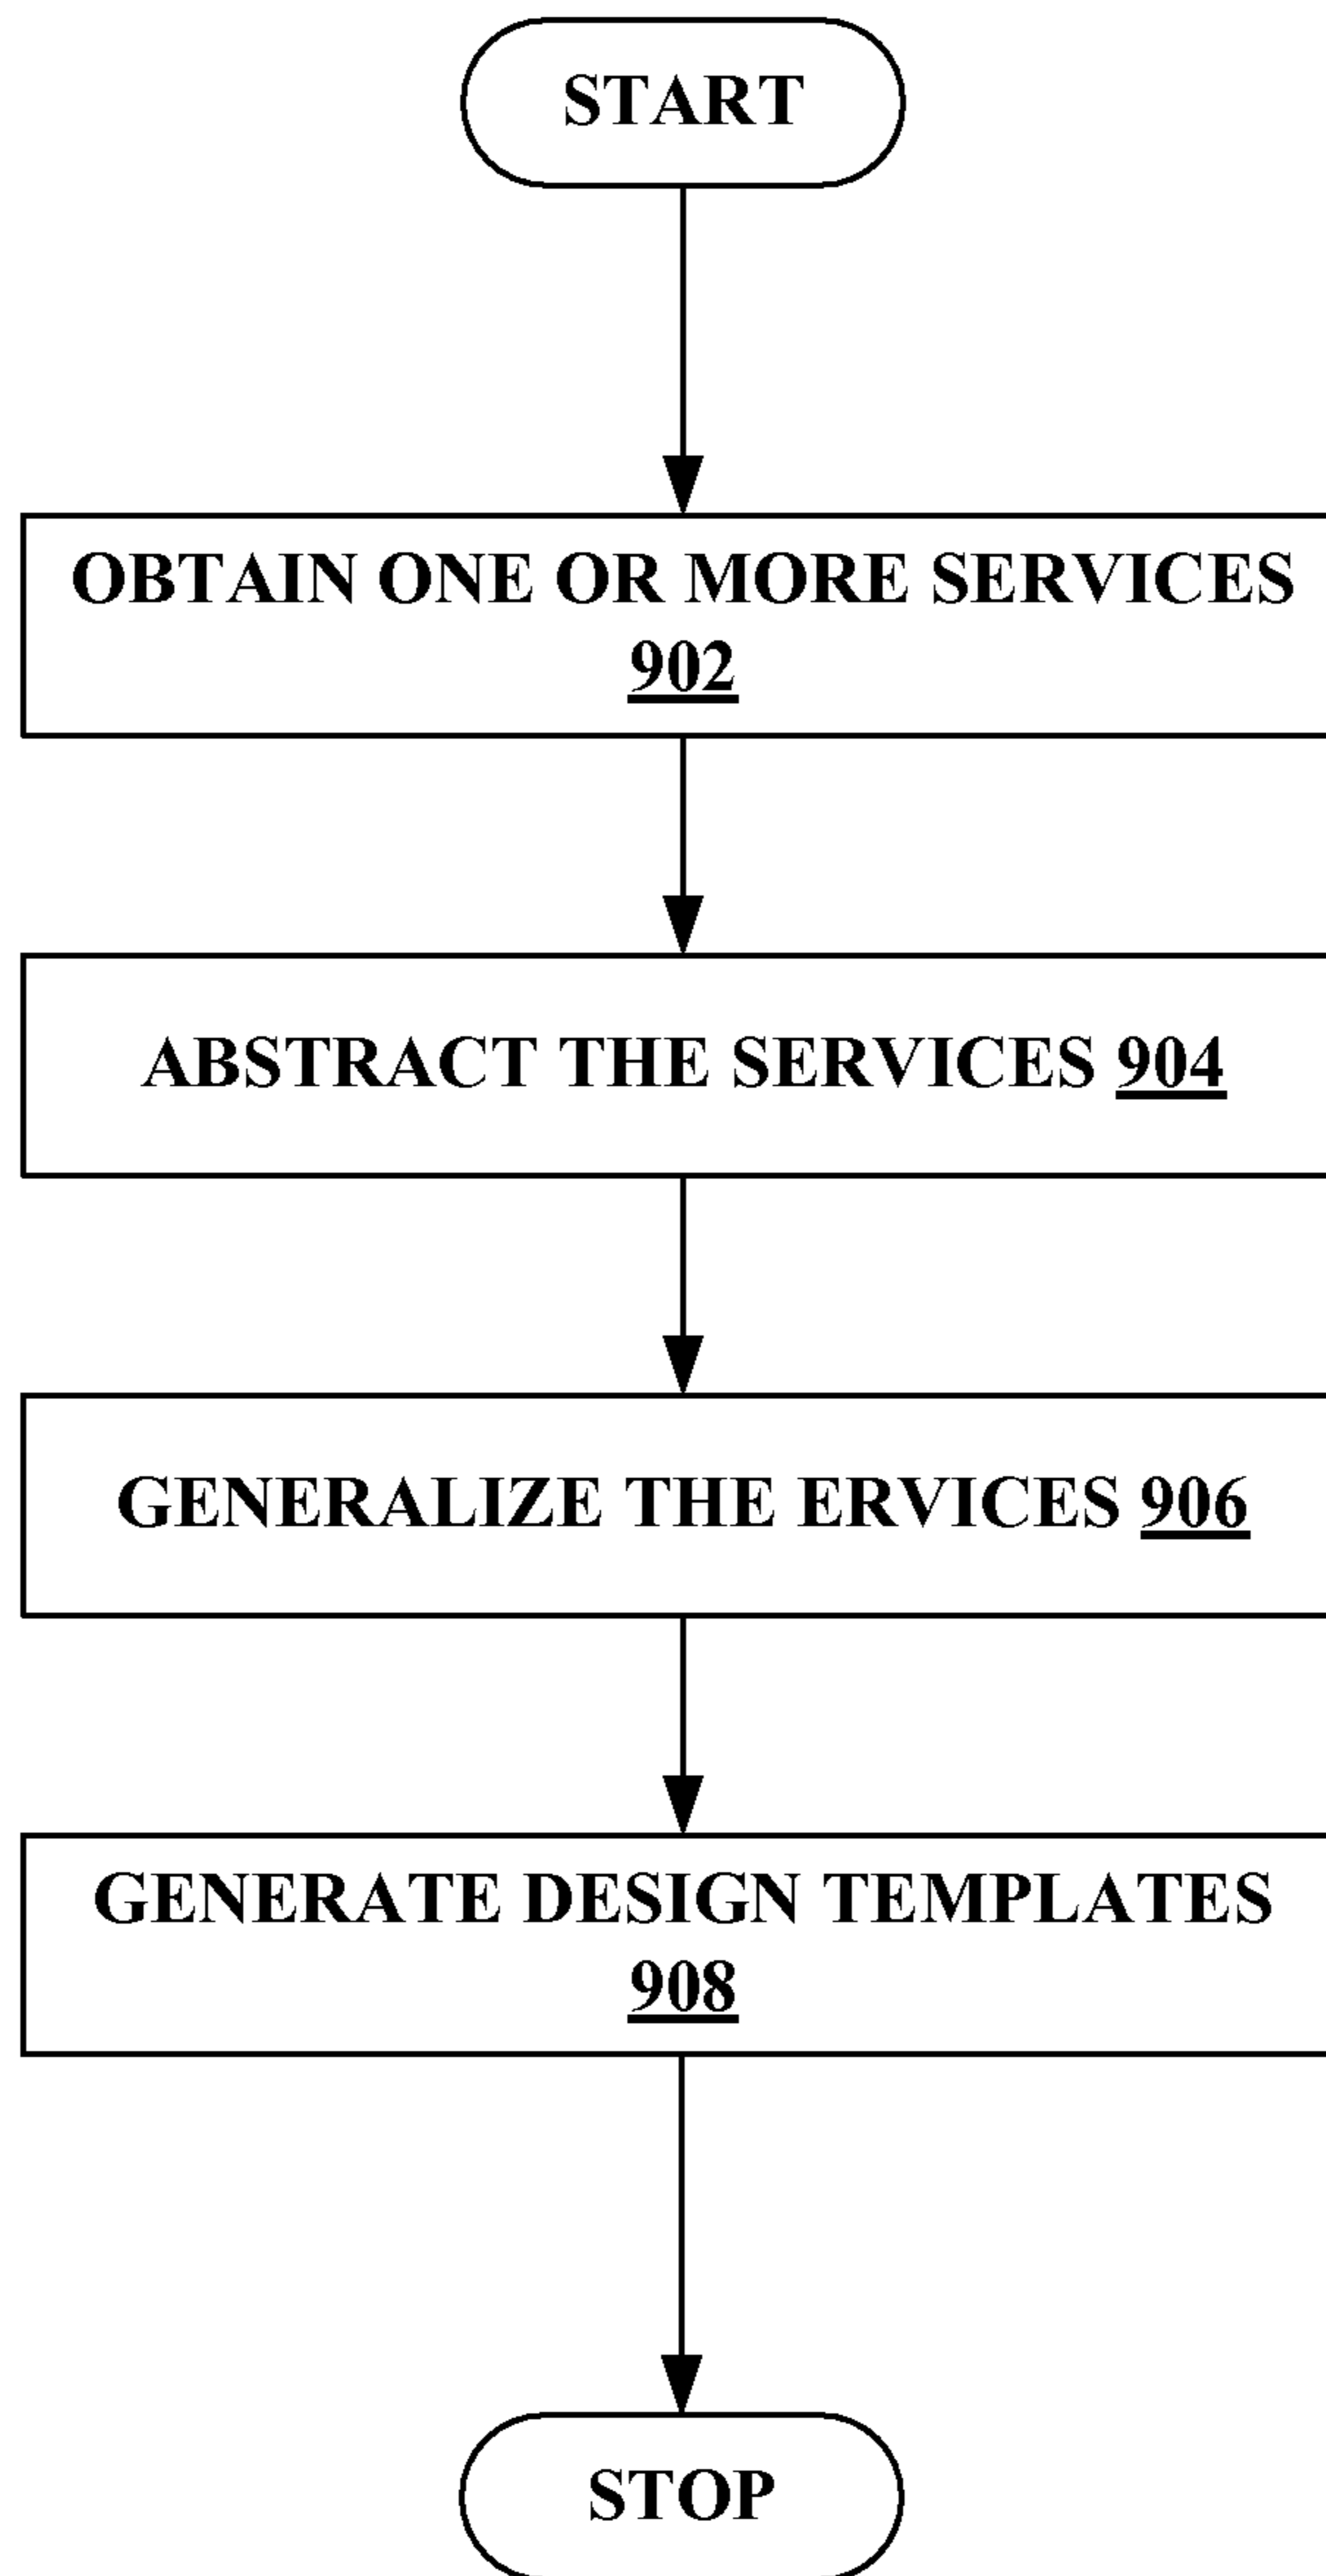 START
OBTAIN ONE OR MORE SERVICES
902
ABSTRACT THE SERVICES 904
GENERALIZE THE ERVICES 906
GENERATE DESIGN TEMPLATES
908
STOP